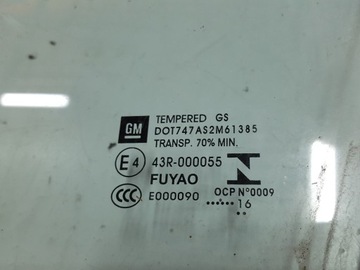 GM
TEMPERED GS
DOT747AS2M61385
TRANSP. 70% MIN.
E4 43R-000055
FUYAO
CCC E000090
OCP N°0009
....... 16
..